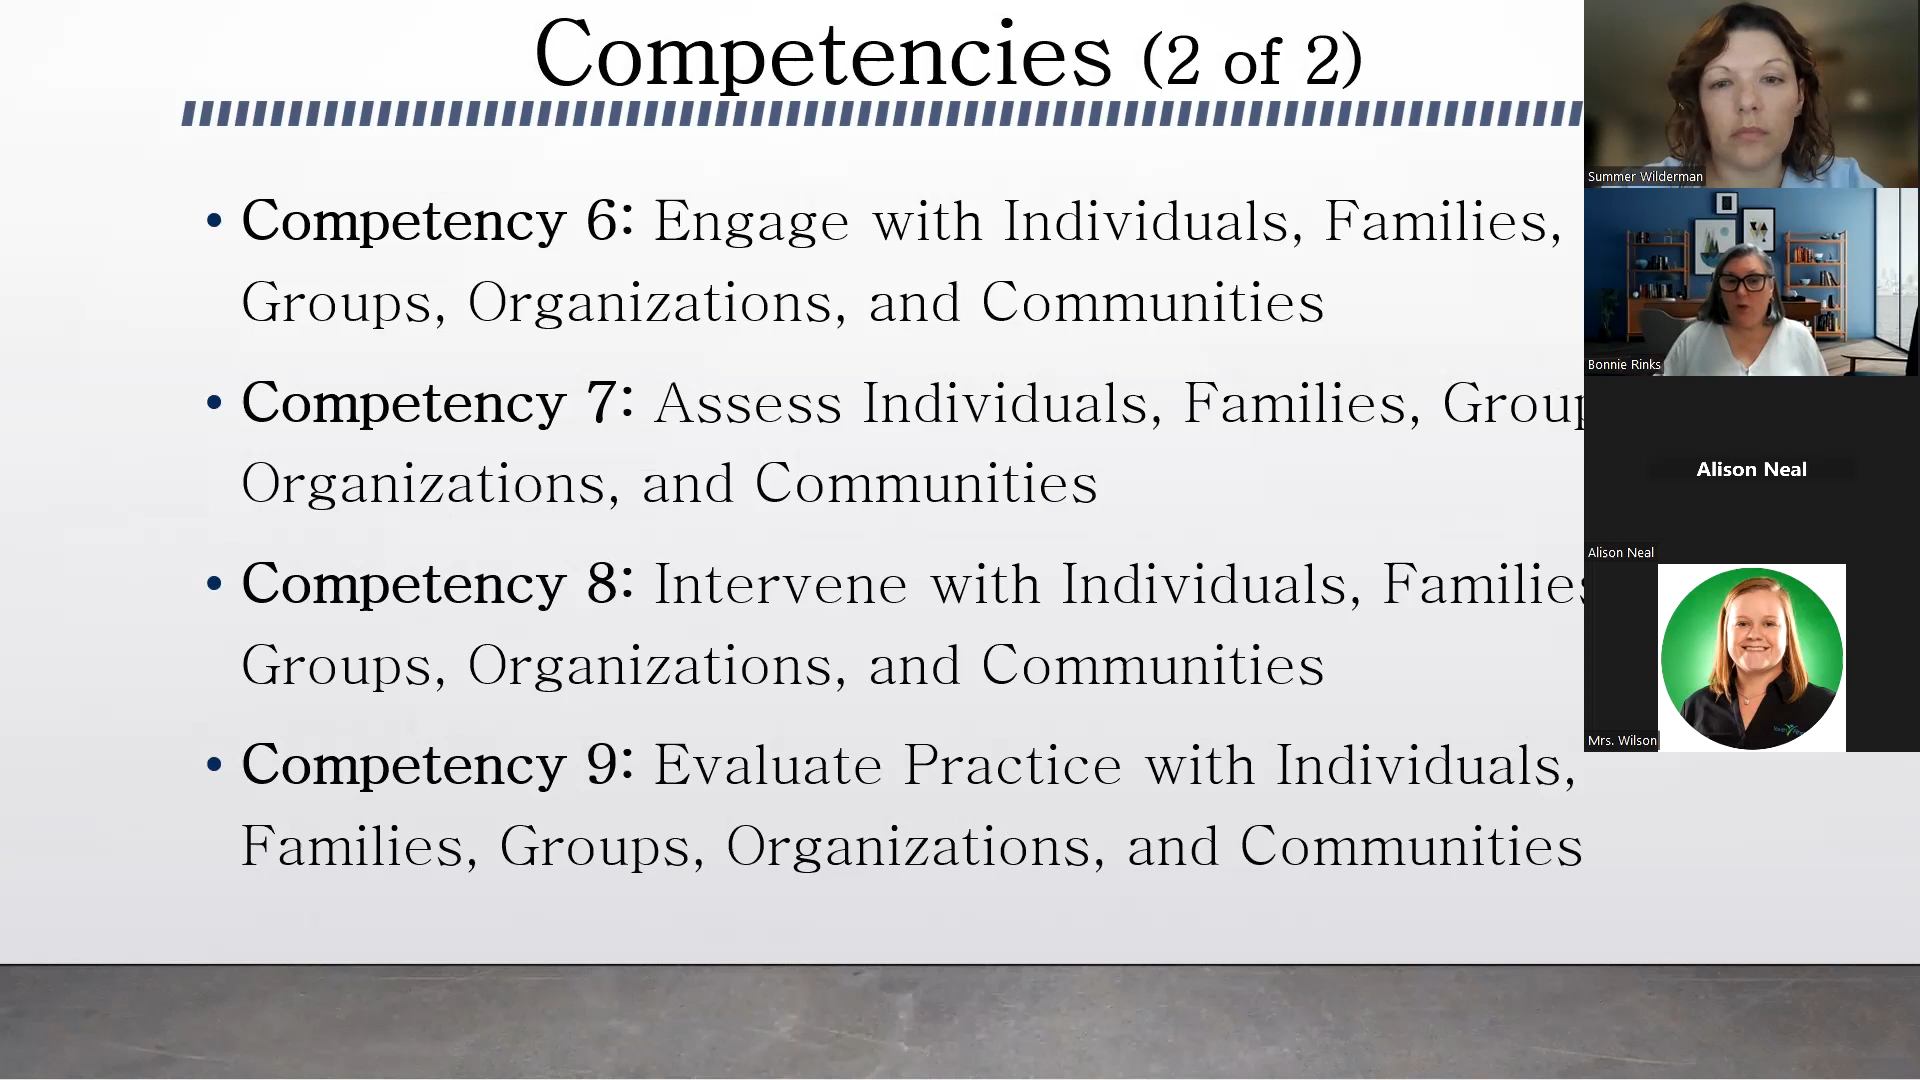 Competencies (2 of 2)
• Competency 6: Engage with Individuals, Families,
Groups, Organizations, and Communities
• Competency 7: Assess Individuals, Families,
Organizations, and Communities
• Competency 8: Intervene with Individuals,
Groups, Organizations, and Communities
• Competency 9: Evaluate Practice with Individuals,
Families, Groups, Organizations, and Communities
Summer Wilderman
Bonnie Rinks
Alison Neal
Alison Neal
Mrs. Wilson